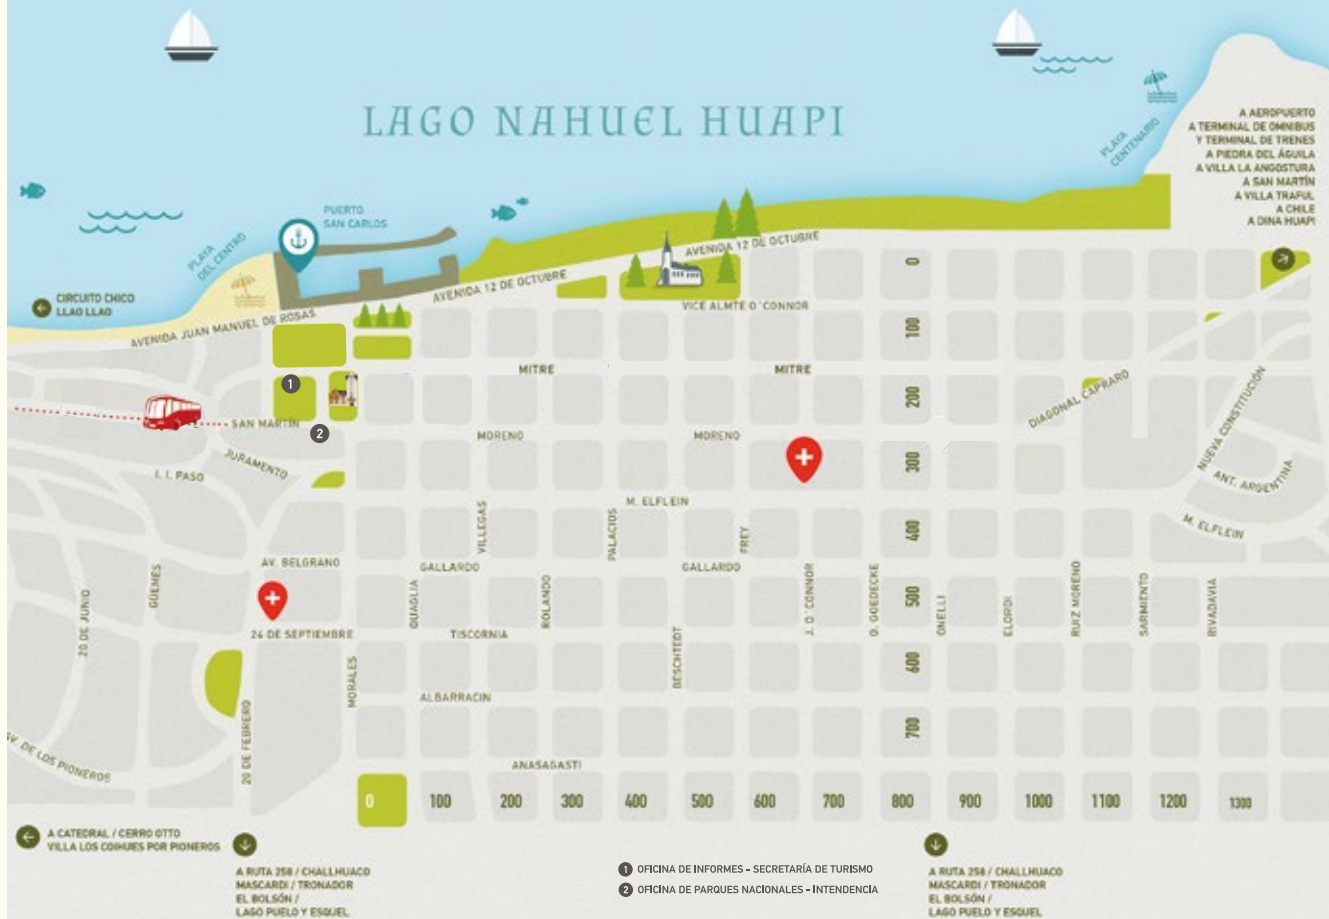 LAGO NAHUEL HUAPI
PLAYA
CENTENARIO
A AEROPUERTO
A TERMINAL DE OMNIBUS
Y TERMINAL DE TRENES
A PIEDRA DEL ÁGUILA
A VILLA LA ANGOSTURA
A SAN MARTÍN
A VILLA TRAFUL
A CHILE
A DINA HUAPI
PUERTO
SAN CARLOS
PLAYA
DEL CENTRO
CIRCUITO CHICO
LLAO LLAO
AVENIDA JUAN MANUEL DE ROSAS
AVENIDA 12 DE OCTUBRE
AVENIDA 12 DE OCTUBRE
VICE ALMTE O'CONNOR
0
100
200
300
400
500
600
700
MITRE
MITRE
1
2
SAN MARTÍN
MORENO
MORENO
DIAGONAL CAPRARO
NUEVA CONSTITUCIÓN
ANT. ARGENTINA
M. ELFLEIN
JURAMENTO
I. I. PASO
M. ELFLEIN
VILLEGAS
PALACIOS
FREY
AV. BELGRANO
GALLARDO
GALLARDO
20 DE JUNIO
GÜEMES
QUAGLIA
ROLANDO
J. O'CONNOR
O. GOEDECKE
ONELLI
ELORDI
RUIZ MORENO
SARMIENTO
RIVADAVIA
24 DE SEPTIEMBRE
TISCORNIA
BESCHTEDT
MORALES
ALBARRACIN
20 DE FEBRERO
AV. DE LOS PIONEROS
ANASAGASTI
0
100
200
300
400
500
600
700
800
900
1000
1100
1200
1300
A CATEDRAL / CERRO OTTO
VILLA LOS COIHUES POR PIONEROS
A RUTA 258 / CHALLHUACO
MASCARDI / TRONADOR
EL BOLSÓN /
LAGO PUELO Y ESQUEL
1 OFICINA DE INFORMES - SECRETARÍA DE TURISMO
2 OFICINA DE PARQUES NACIONALES - INTENDENCIA
A RUTA 258 / CHALLHUACO
MASCARDI / TRONADOR
EL BOLSÓN /
LAGO PUELO Y ESQUEL